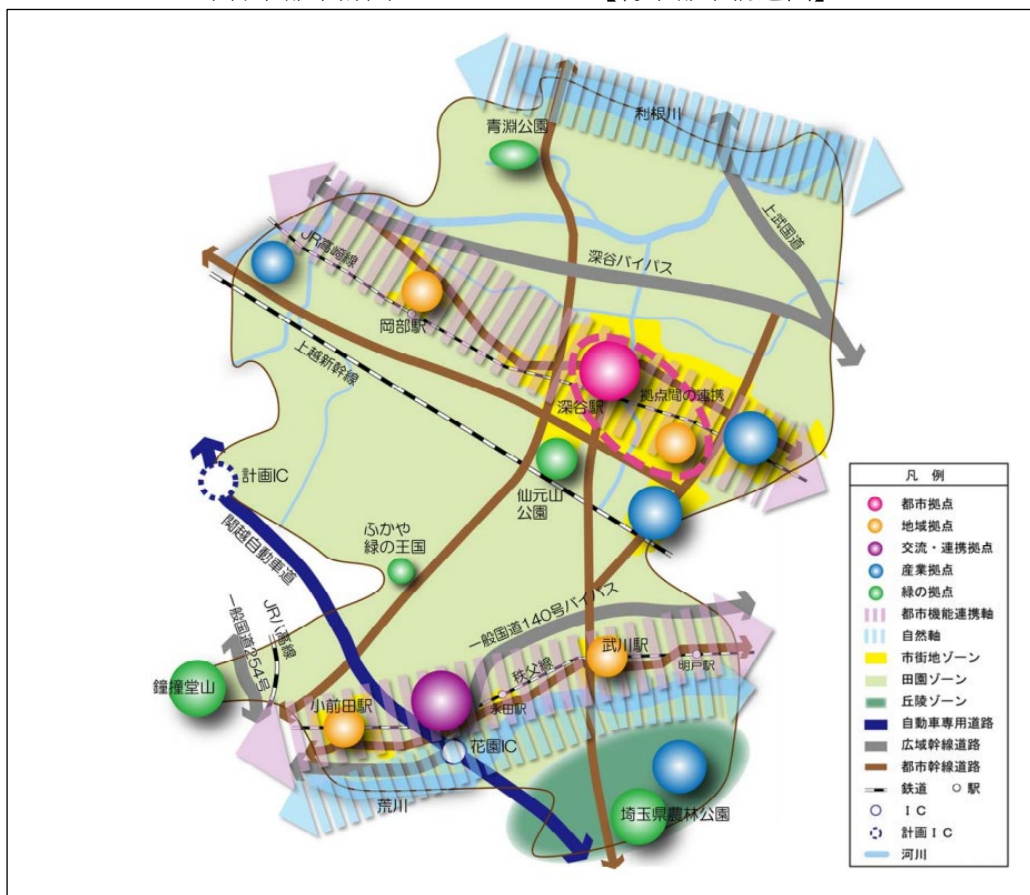 利根川
青淵公園
上武国道
JR高崎線
深谷バイパス
岡部駅
上越新幹線
深谷駅
拠点間の連携
計画IC
仙元山
公園
関越自動車道
ふかや
緑の王国
一般国道140号バイパス
JR八高線
一般国道254号
武川駅
明戸駅
秩父線
鐘撞堂山
小前田駅
永田駅
花園IC
荒川
埼玉県農林公園
凡 例
都市拠点
地域拠点
交流・連携拠点
産業拠点
緑の拠点
都市機能連携軸
自然軸
市街地ゾーン
田園ゾーン
丘陵ゾーン
自動車専用道路
広域幹線道路
都市幹線道路
鉄道 ○ 駅
IC
計画IC
河川